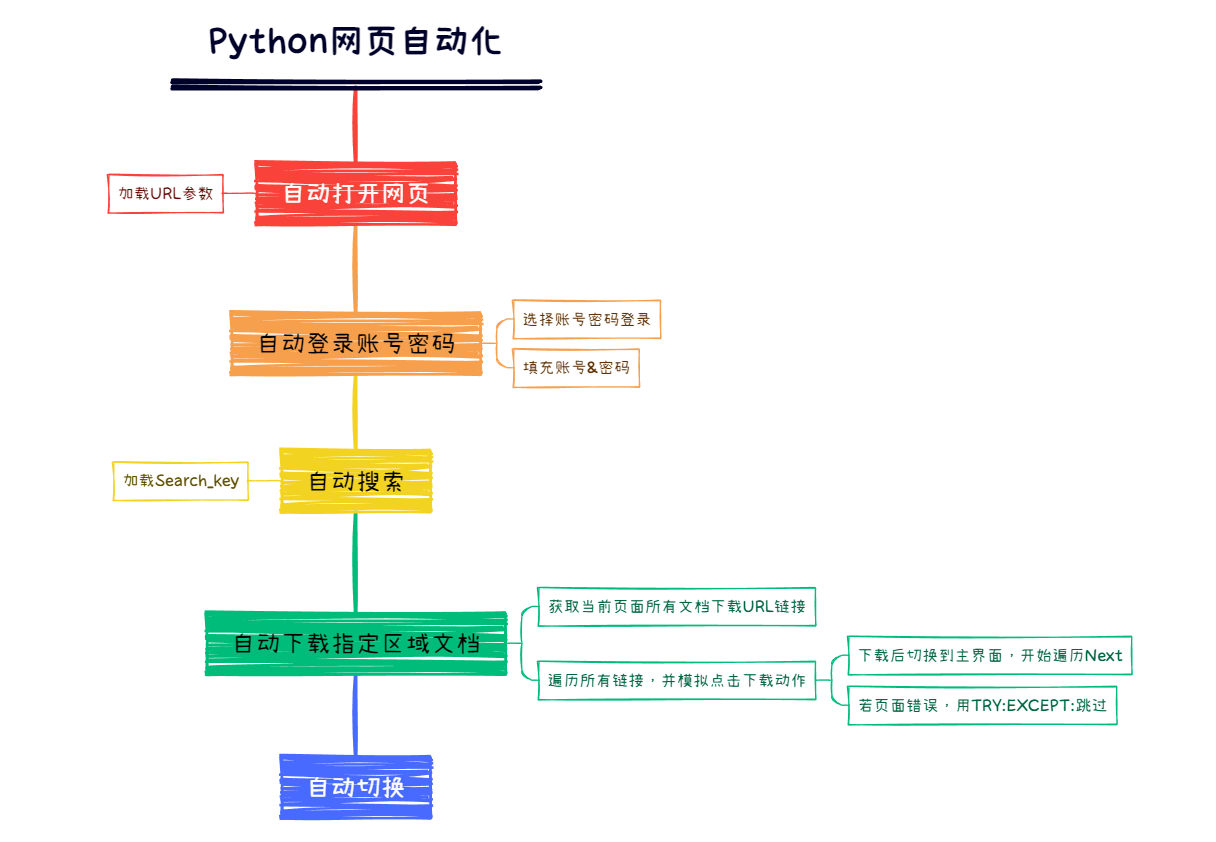 Python网页自动化
加载URL参数
自动打开网页
自动登录账号密码
选择账号密码登录
填充账号&密码
加载Search_key
自动搜索
自动下载指定区域文档
获取当前页面所有文档下载URL链接
遍历所有链接，并模拟点击下载动作
下载后切换到主界面，开始遍历Next
若页面错误，用TRY:EXCEPT:跳过
自动切换